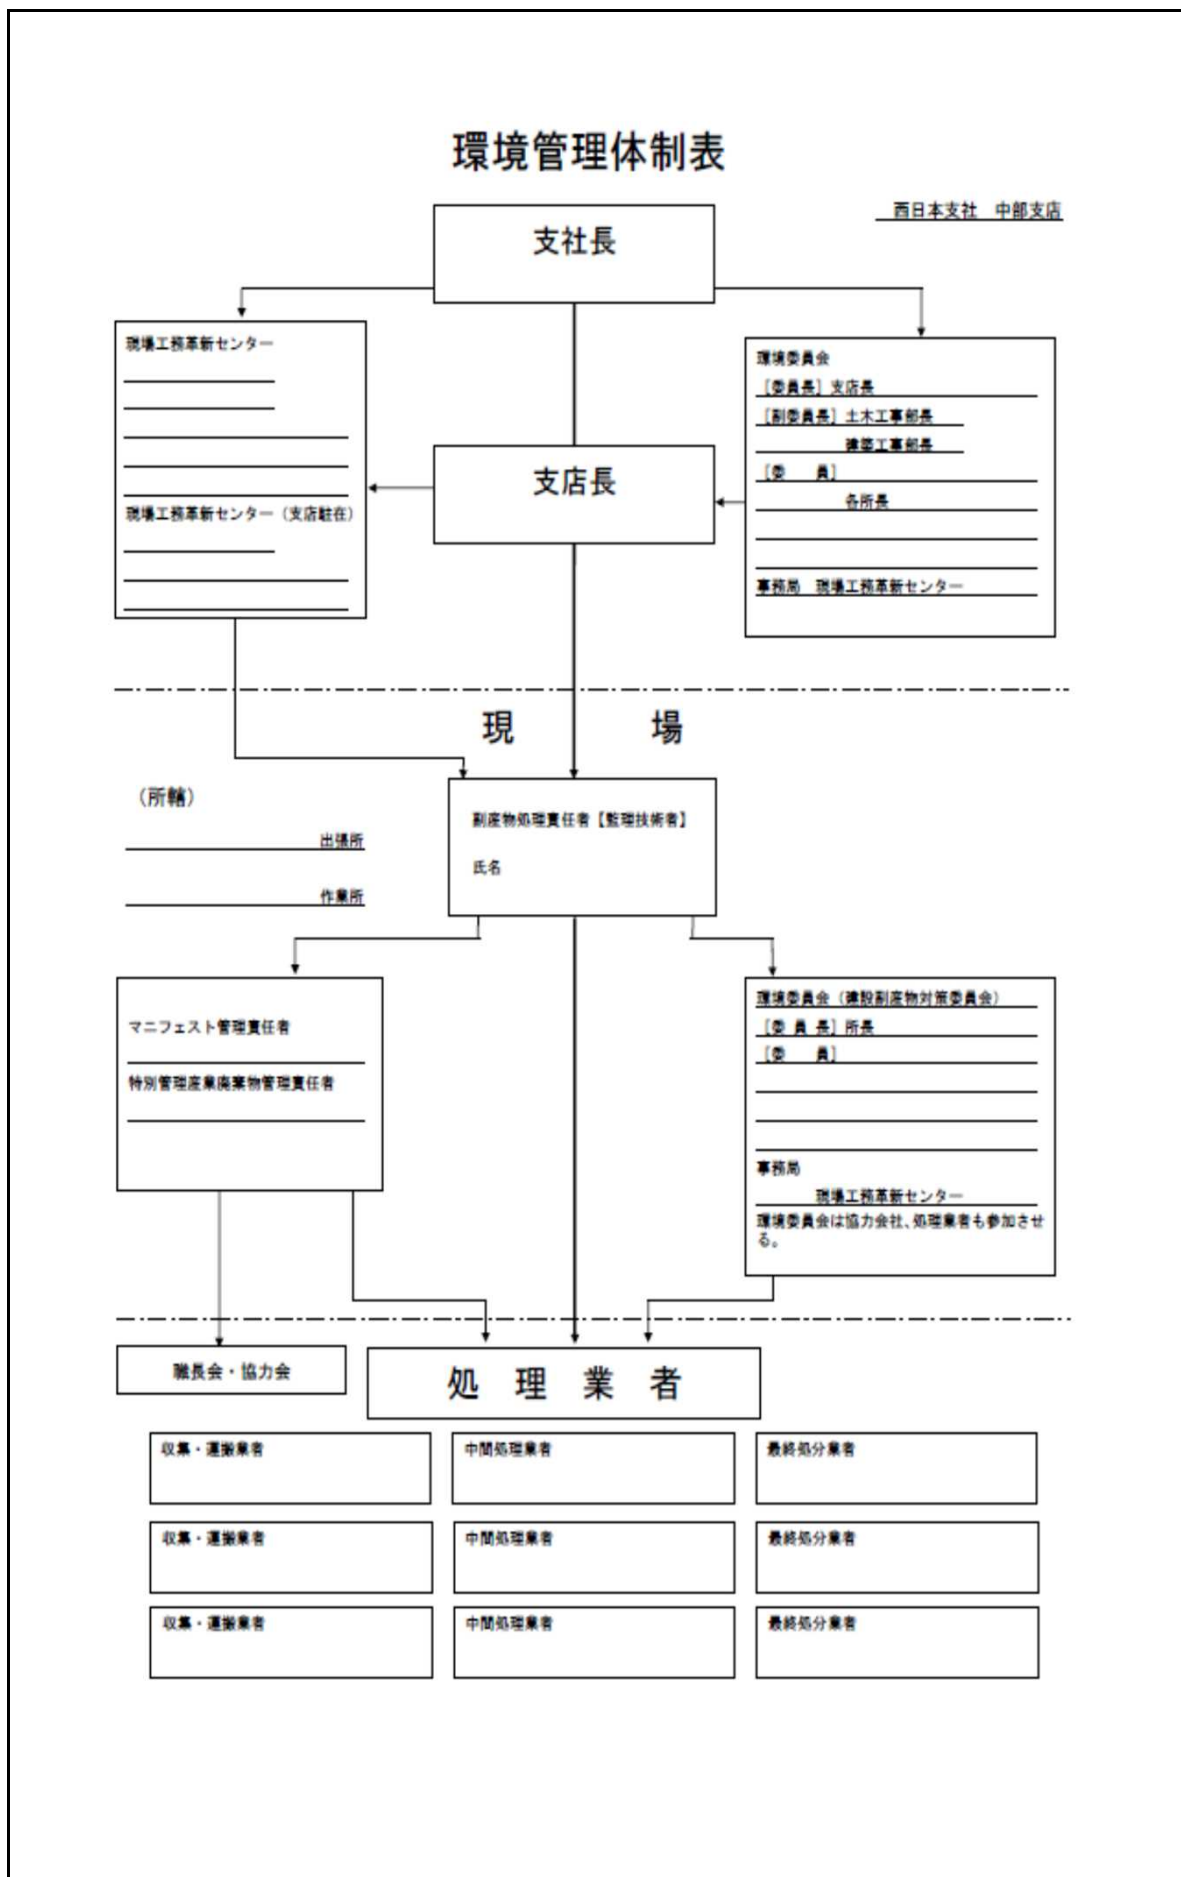 環境管理体制表
西日本支社　中部支店
支社長
現場工務革新センター
現場工務革新センター（支店駐在）
支店長
環境委員会
［委員長］支店長
［副委員長］土木工事部長
建築工事部長
［委　　員］
各所長
事務局　現場工務革新センター
現　場
（所轄）
出張所
作業所
副産物処理責任者【監理技術者】
氏名
マニフェスト管理責任者
特別管理産業廃棄物管理責任者
環境委員会（建設副産物対策委員会）
［委 員 長］所長
［委　　員］
事務局
現場工務革新センター
環境委員会は協力会社、処理業者も参加させ
る。
職長会・協力会
処　理　業　者
収集・運搬業者
中間処理業者
最終処分業者
収集・運搬業者
中間処理業者
最終処分業者
収集・運搬業者
中間処理業者
最終処分業者